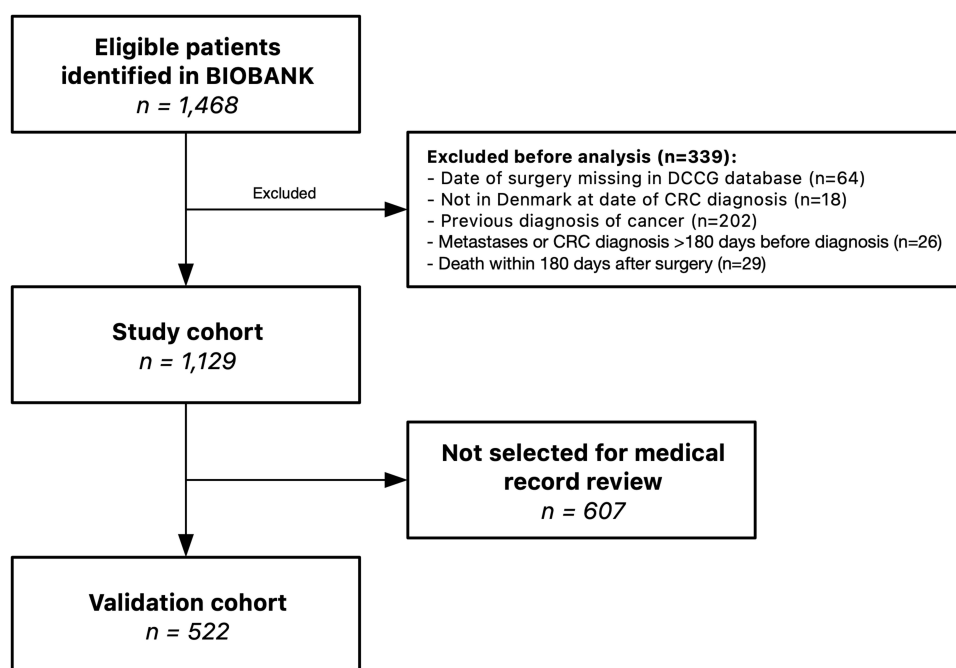 Eligible patients
identified in BIOBANK
n = 1,468
Excluded before analysis (n=339):
- Date of surgery missing in DCCG database (n=64)
- Not in Denmark at date of CRC diagnosis (n=18)
- Previous diagnosis of cancer (n=202)
- Metastases or CRC diagnosis >180 days before diagnosis (n=26)
- Death within 180 days after surgery (n=29)
Excluded
Study cohort
n = 1,129
Not selected for medical
record review
n = 607
Validation cohort
n = 522